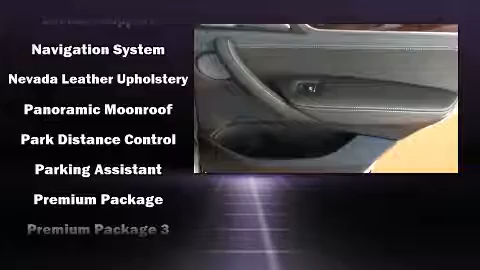 Navigation System
Nevada Leather Upholstery
Panoramic Moonroof
Park Distance Control
Parking Assistant
Premium Package
Premium Package 3